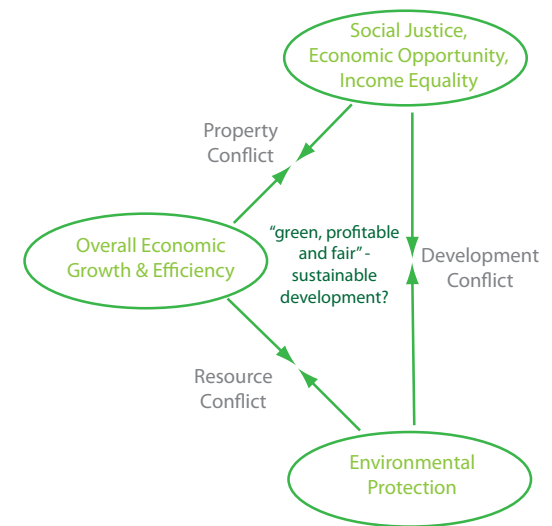 Social Justice,
Economic Opportunity,
Income Equality
Property
Conflict
Overall Economic
Growth & Efficiency
"green, profitable
and fair" -
sustainable
development?
Development
Conflict
Resource
Conflict
Environmental
Protection